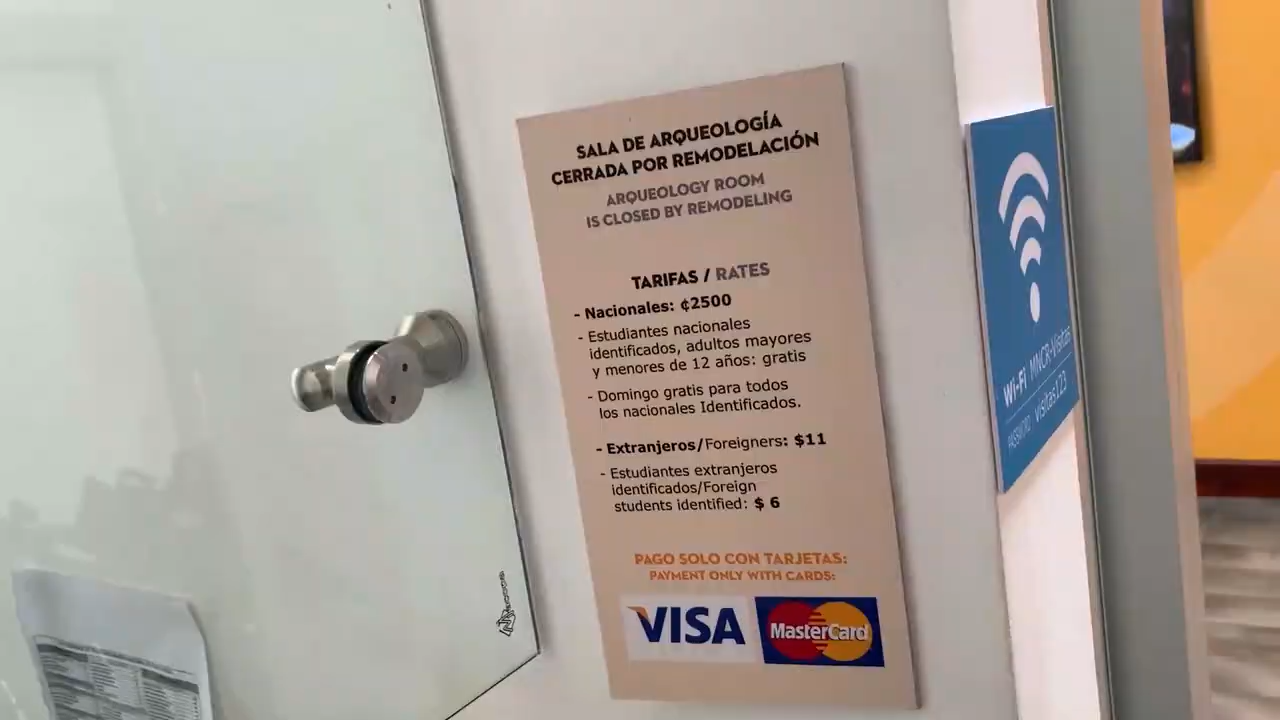 SALA DE ARQUEOLOGÍA
CERRADA POR REMODELACIÓN
ARQUEOLOGY ROOM
IS CLOSED BY REMODELING
TARIFAS / RATES
- Nacionales: ¢2500
- Estudiantes nacionales
identificados, adultos mayores
y menores de 12 años: gratis
- Domingo gratis para todos
los nacionales Identificados.
- Extranjeros/Foreigners: $11
- Estudiantes extranjeros
identificados/Foreign
students identified: $ 6
PAGO SOLO CON TARJETAS:
PAYMENT ONLY WITH CARDS:
VISA
MasterCard
Wi-Fi MNCR-Visitas
PASSWORD: visitas123